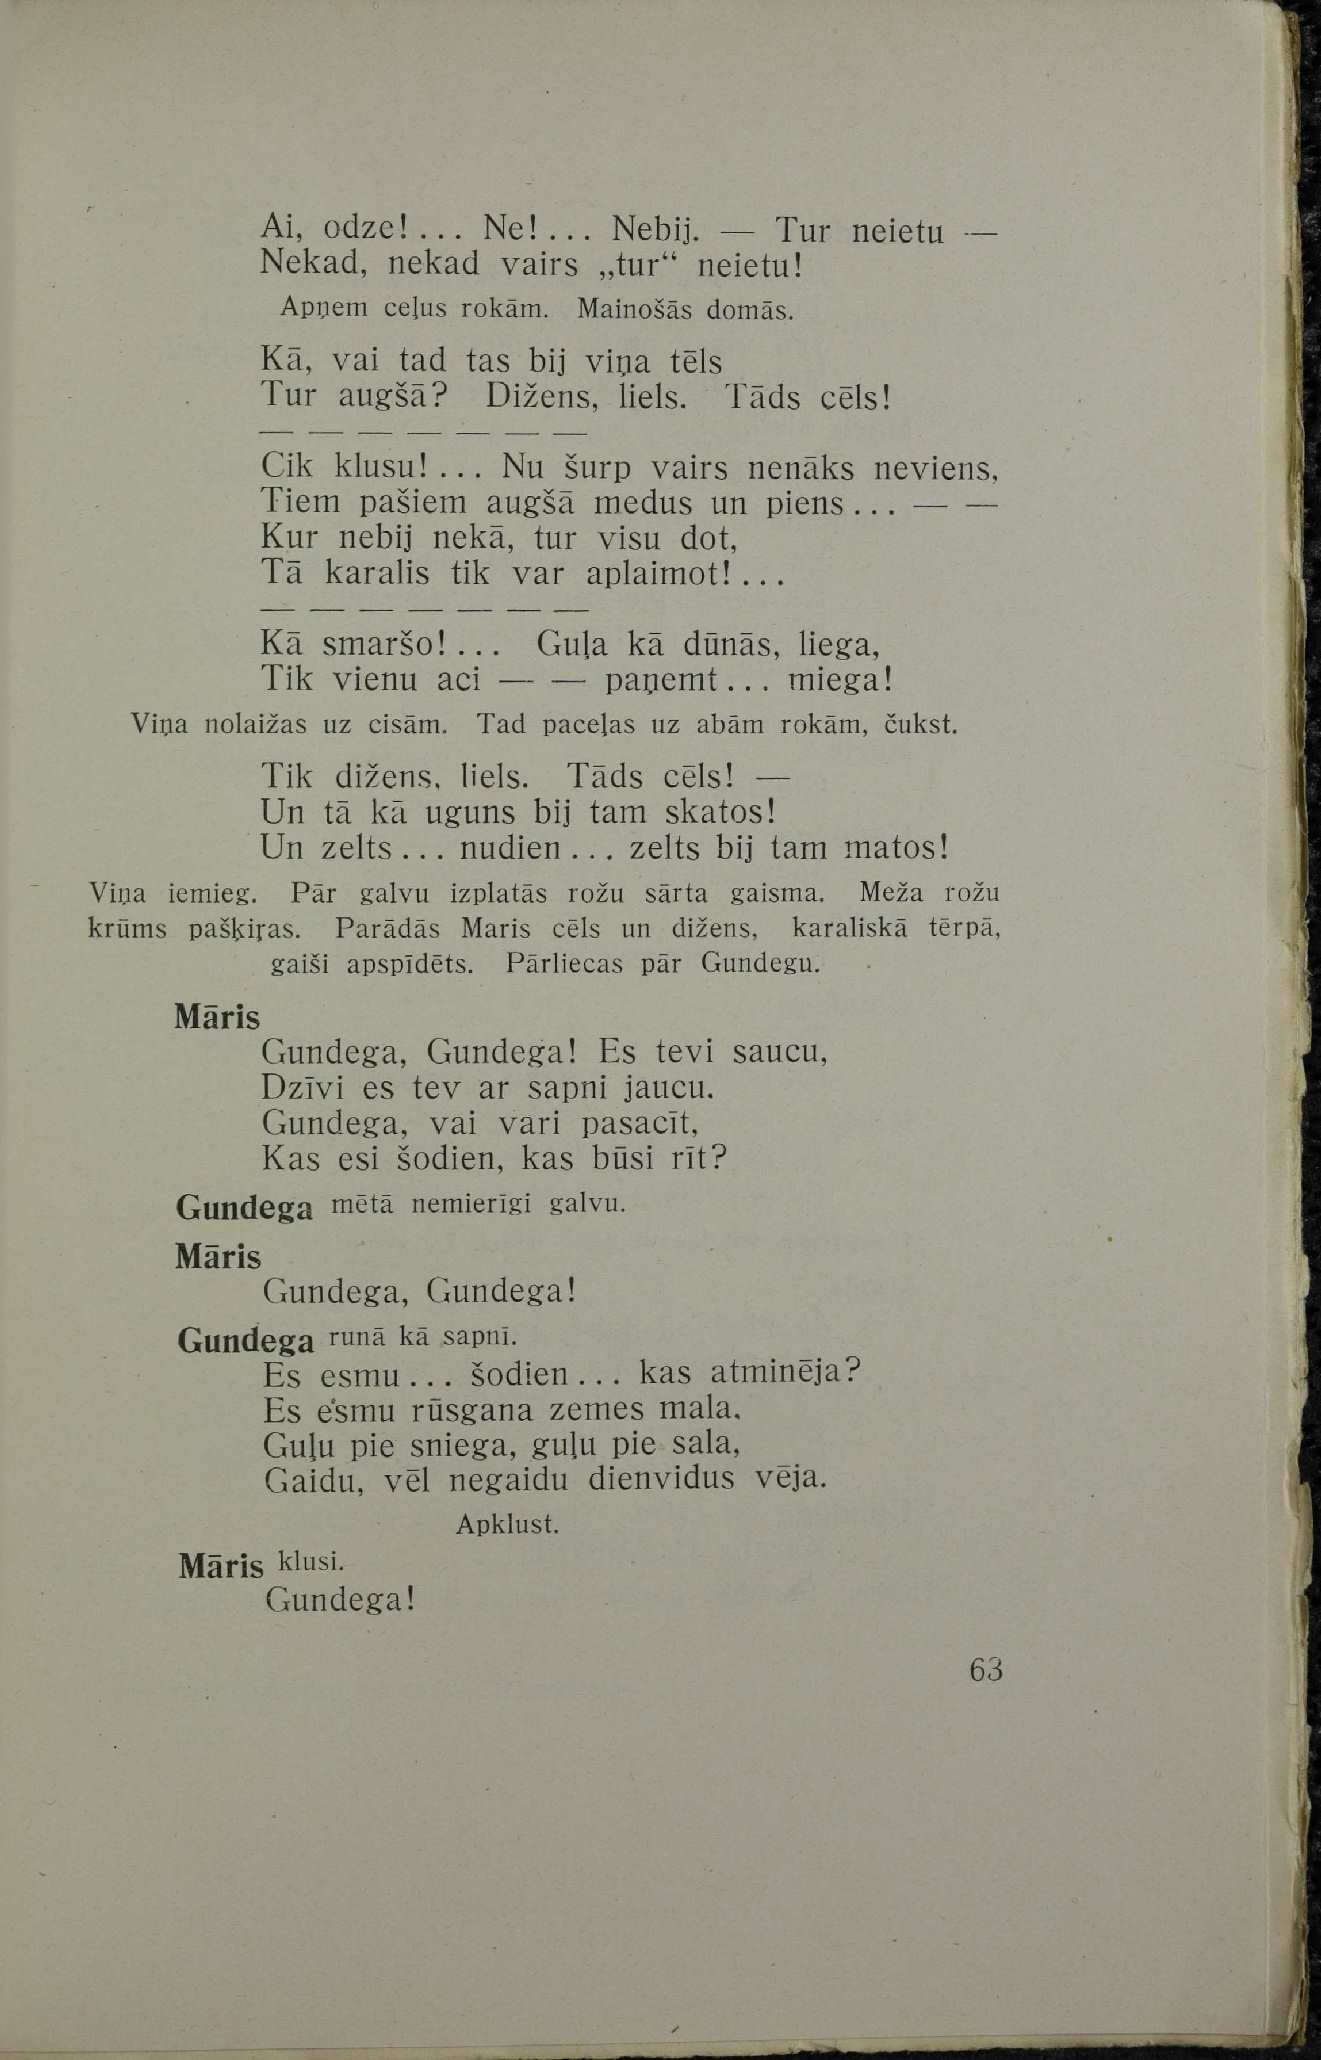 Ai, odze!... Ne!... Nebij. — Tur neietu —
Nekad, nekad vairs „tur“ neietu!
Apņem ceļus rokām. Mainošās domās.
Kā, vai tad tas bij viņa tēls
Tur augšā? Dižens, liels. Tāds cēls!
— — — — — — —
Cik klusu!... Nu šurp vairs nenāks neviens,
Tiem pašiem augšā medus un piens... — —
Kur nebij nekā, tur visu dot,
Tā karalis tik var aplaimot!...
— — — — — — —
Kā smaršo!... Guļa kā dūnās, liega,
Tik vienu aci — — paņemt... miega!
Viņa nolaižas uz cisām. Tad paceļas uz abām rokām, čukst.
Tik dižens, liels. Tāds cēls! —
Un tā kā uguns bij tam skatos!
Un zelts... nudien... zelts bij tam matos!
Viņa iemieg. Pār galvu izplatās rožu sārta gaisma. Meža rožu
krūms pašķiŗas. Parādās Maris cēls un dižens, karaliskā tērpā,
gaiši apspīdēts. Pārliecas pār Gundegu.
Māris
Gundega, Gundega! Es tevi saucu,
Dzīvi es tev ar sapni jaucu.
Gundega, vai vari pasacīt,
Kas esi šodien, kas būsi rīt?
Gundega mētā nemierīgi galvu.
Māris
Gundega, Gundega!
Gundega runā kā sapnī.
Es esmu... šodien... kas atminēja?
Es esmu rūsgana zemes mala,
Guļu pie sniega, guļu pie sala,
Gaidu, vēl negaidu dienvidus vēja.
Apklust.
Māris klusi.
Gundega!
63